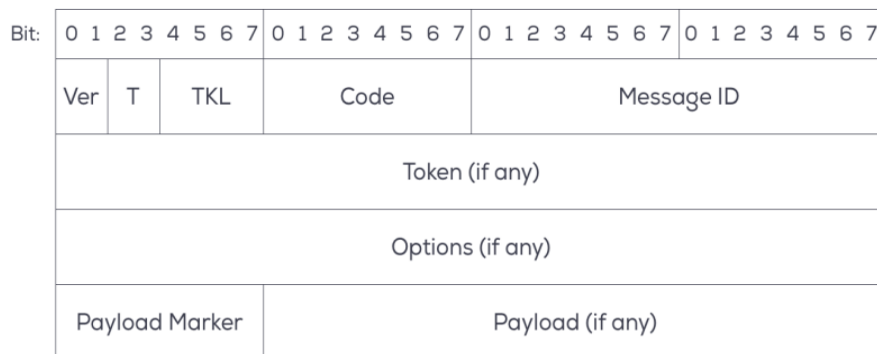 Bit: 0 1 2 3 4 5 6 7 0 1 2 3 4 5 6 7 0 1 2 3 4 5 6 7 0 1 2 3 4 5 6 7
Ver T TKL Code Message ID
Token (if any)
Options (if any)
Payload Marker Payload (if any)